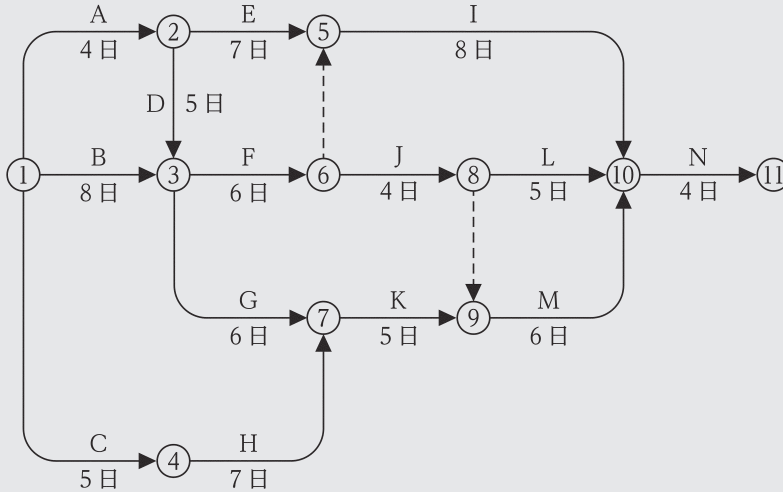 A E I
② 4日 7日 ⑤ 8日
D 5日
① B ③ F ⑥ J ⑧ L ⑩ N ⑪
8日 6日 4日 5日 4日
G ⑦ K ⑨ M
6日 5日 6日
C ④ H
5日 7日